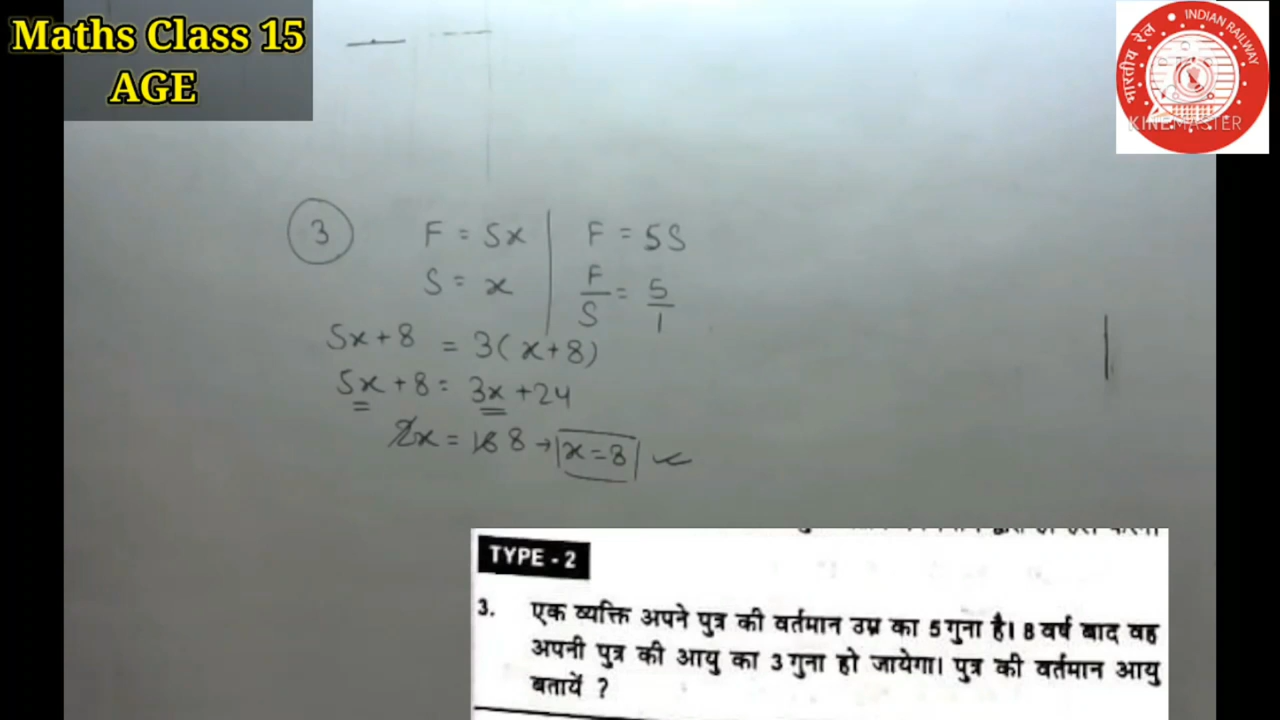 Maths Class 15
AGE
भारतीय रेल INDIAN RAILWAY
KINEMASTER
3
F = 5x | F = 5S
S = x | F/S = 5/1
5x+8 = 3(x+8)
5x+8 = 3x+24
2x = 16 8 → x=8
TYPE - 2
3. एक व्यक्ति अपने पुत्र की वर्तमान उम्र का 5 गुना है। 8 वर्ष बाद वह
अपनी पुत्र की आयु का 3 गुना हो जायेगा। पुत्र की वर्तमान आयु
बतायें ?